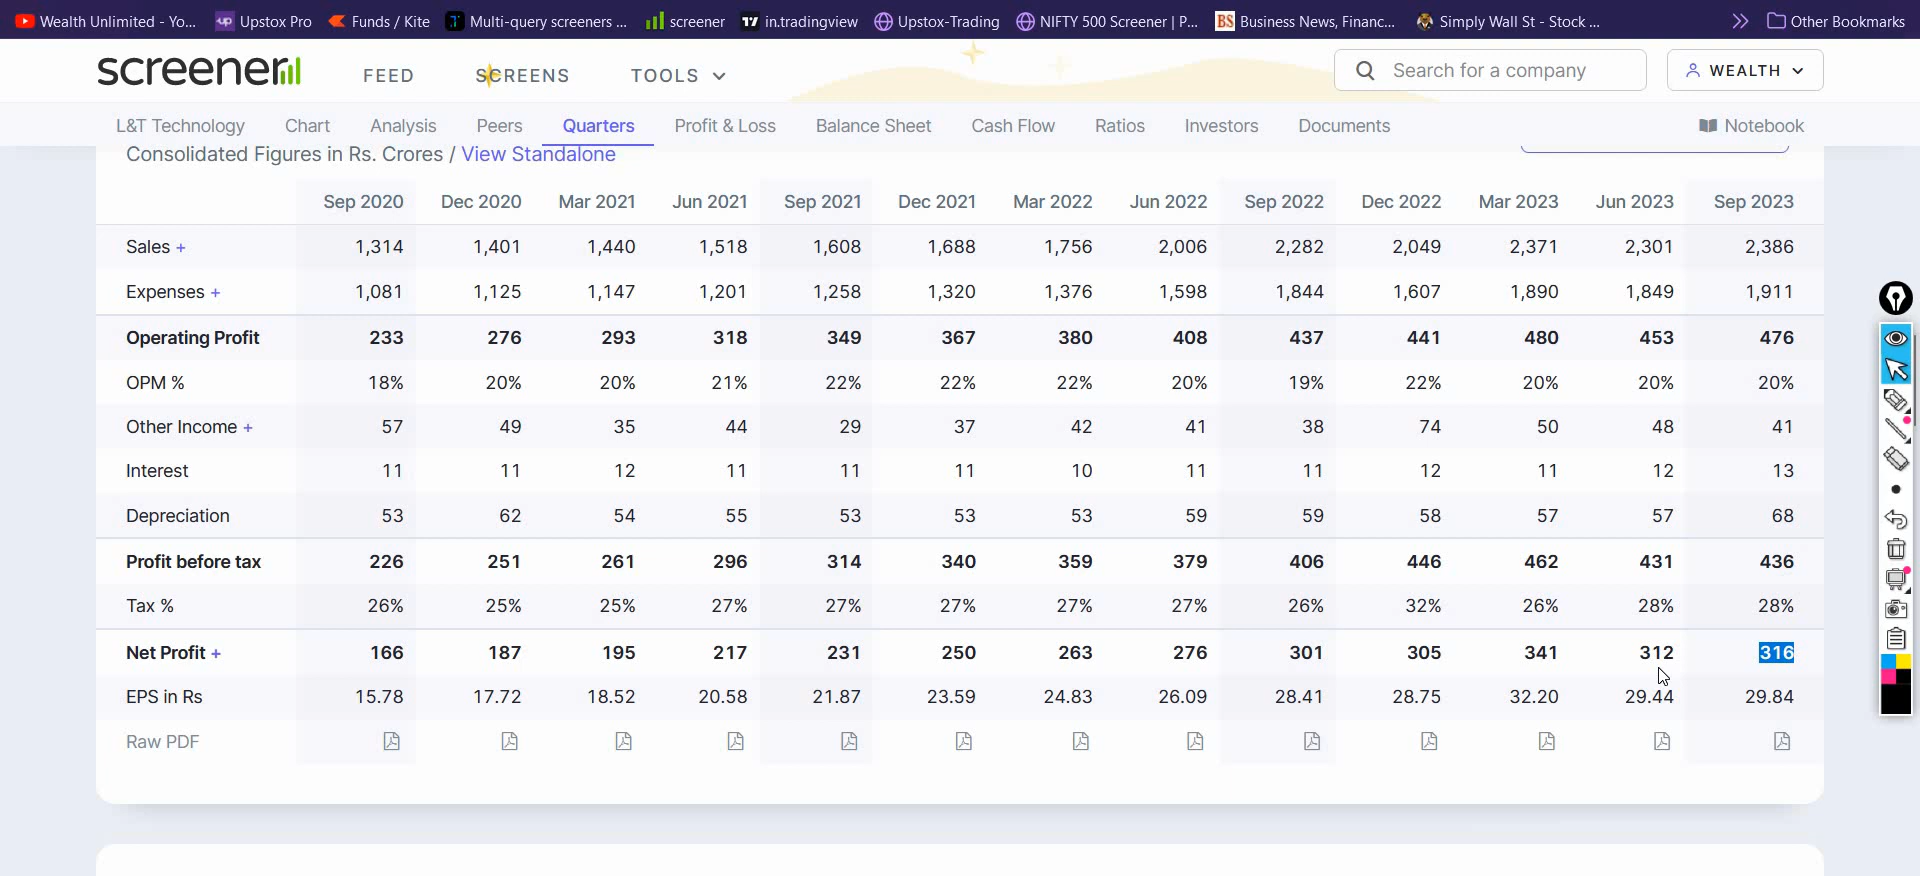 Wealth Unlimited - Yo... Upstox Pro Funds / Kite Multi-query screeners ... screener in.tradingview Upstox-Trading NIFTY 500 Screener | P... BS Business News, Financ... Simply Wall St - Stock ... Other Bookmarks
screener FEED SCREENS TOOLS Search for a company WEALTH
L&T Technology Chart Analysis Peers Quarters Profit & Loss Balance Sheet Cash Flow Ratios Investors Documents Notebook
Consolidated Figures in Rs. Crores / View Standalone
Sep 2020 Dec 2020 Mar 2021 Jun 2021 Sep 2021 Dec 2021 Mar 2022 Jun 2022 Sep 2022 Dec 2022 Mar 2023 Jun 2023 Sep 2023
Sales + 1,314 1,401 1,440 1,518 1,608 1,688 1,756 2,006 2,282 2,049 2,371 2,301 2,386
Expenses + 1,081 1,125 1,147 1,201 1,258 1,320 1,376 1,598 1,844 1,607 1,890 1,849 1,911
Operating Profit 233 276 293 318 349 367 380 408 437 441 480 453 476
OPM % 18% 20% 20% 21% 22% 22% 22% 20% 19% 22% 20% 20% 20%
Other Income + 57 49 35 44 29 37 42 41 38 74 50 48 41
Interest 11 11 12 11 11 11 10 11 11 12 11 12 13
Depreciation 53 62 54 55 53 53 53 59 59 58 57 57 68
Profit before tax 226 251 261 296 314 340 359 379 406 446 462 431 436
Tax % 26% 25% 25% 27% 27% 27% 27% 27% 26% 32% 26% 28% 28%
Net Profit + 166 187 195 217 231 250 263 276 301 305 341 312 316
EPS in Rs 15.78 17.72 18.52 20.58 21.87 23.59 24.83 26.09 28.41 28.75 32.20 29.44 29.84
Raw PDF